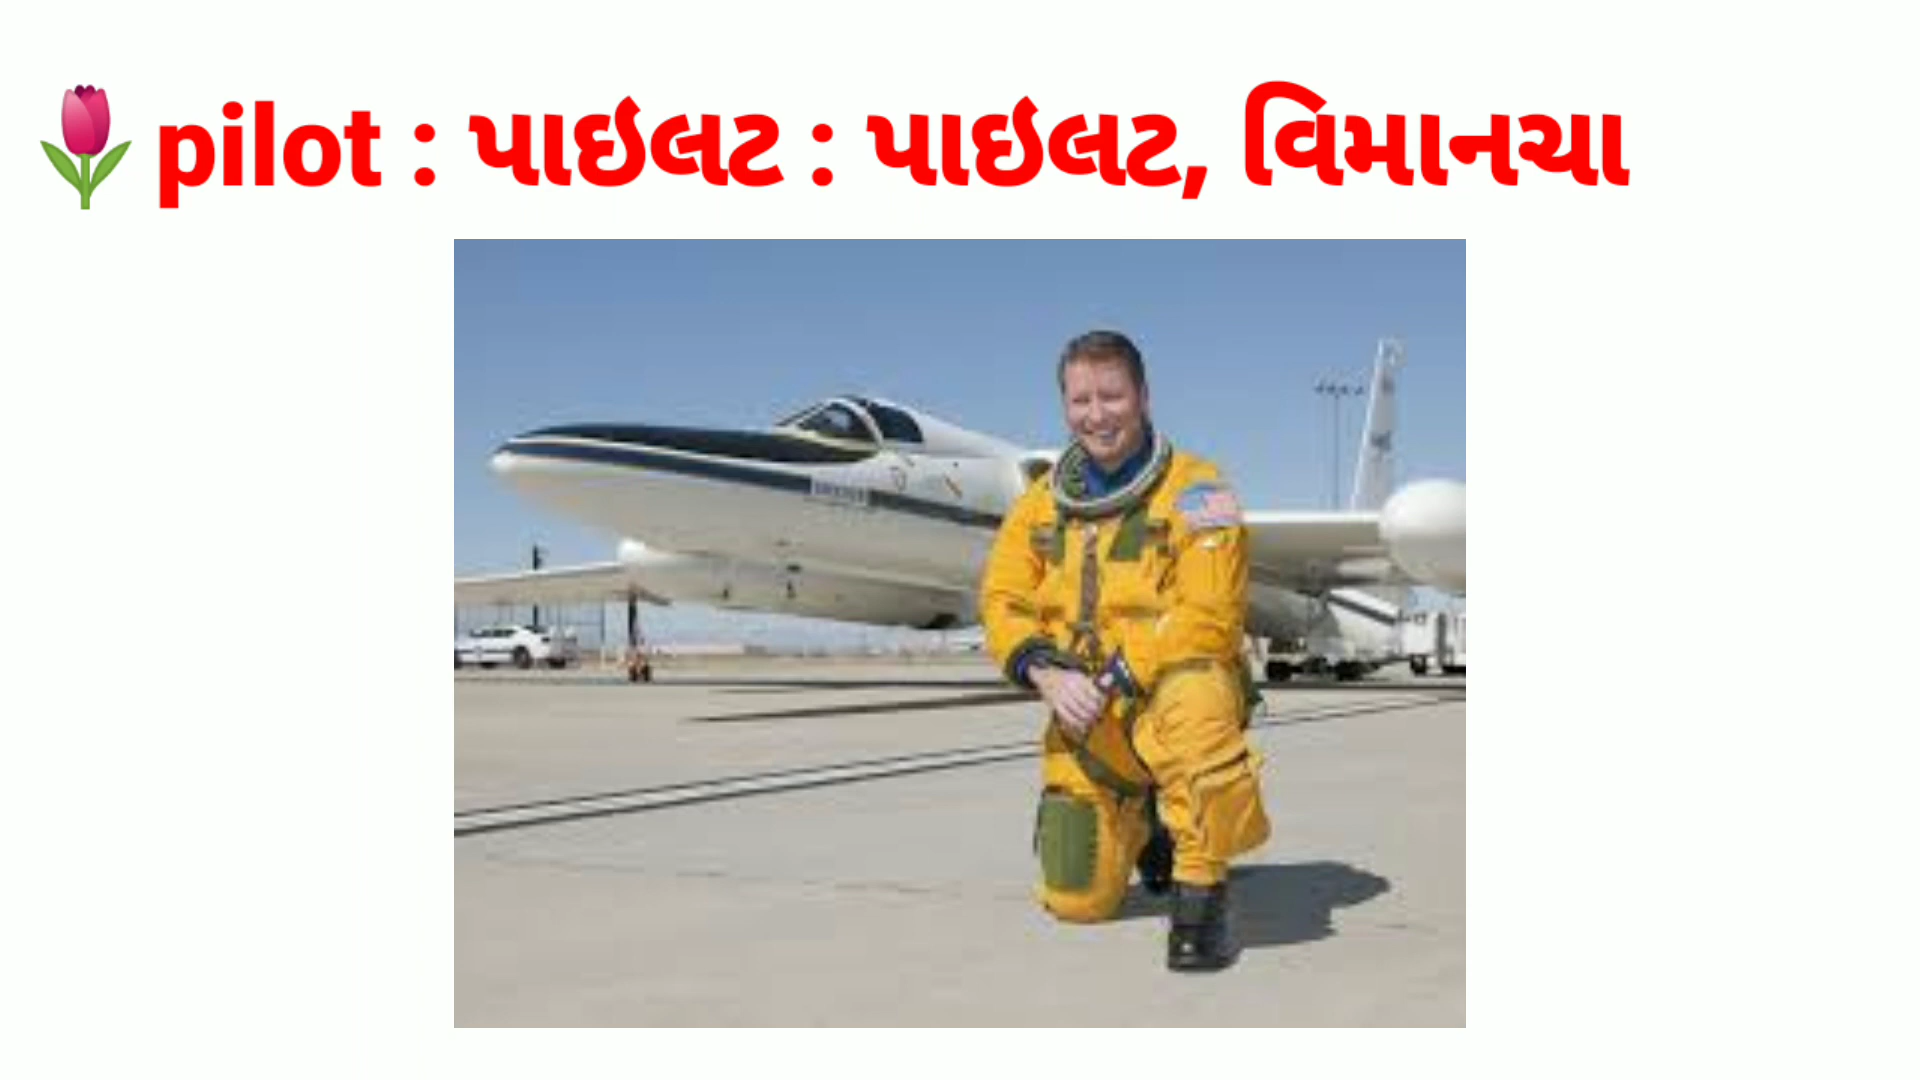 🌷pilot : પાઇલટ : પાઇલટ, વિમાનચા